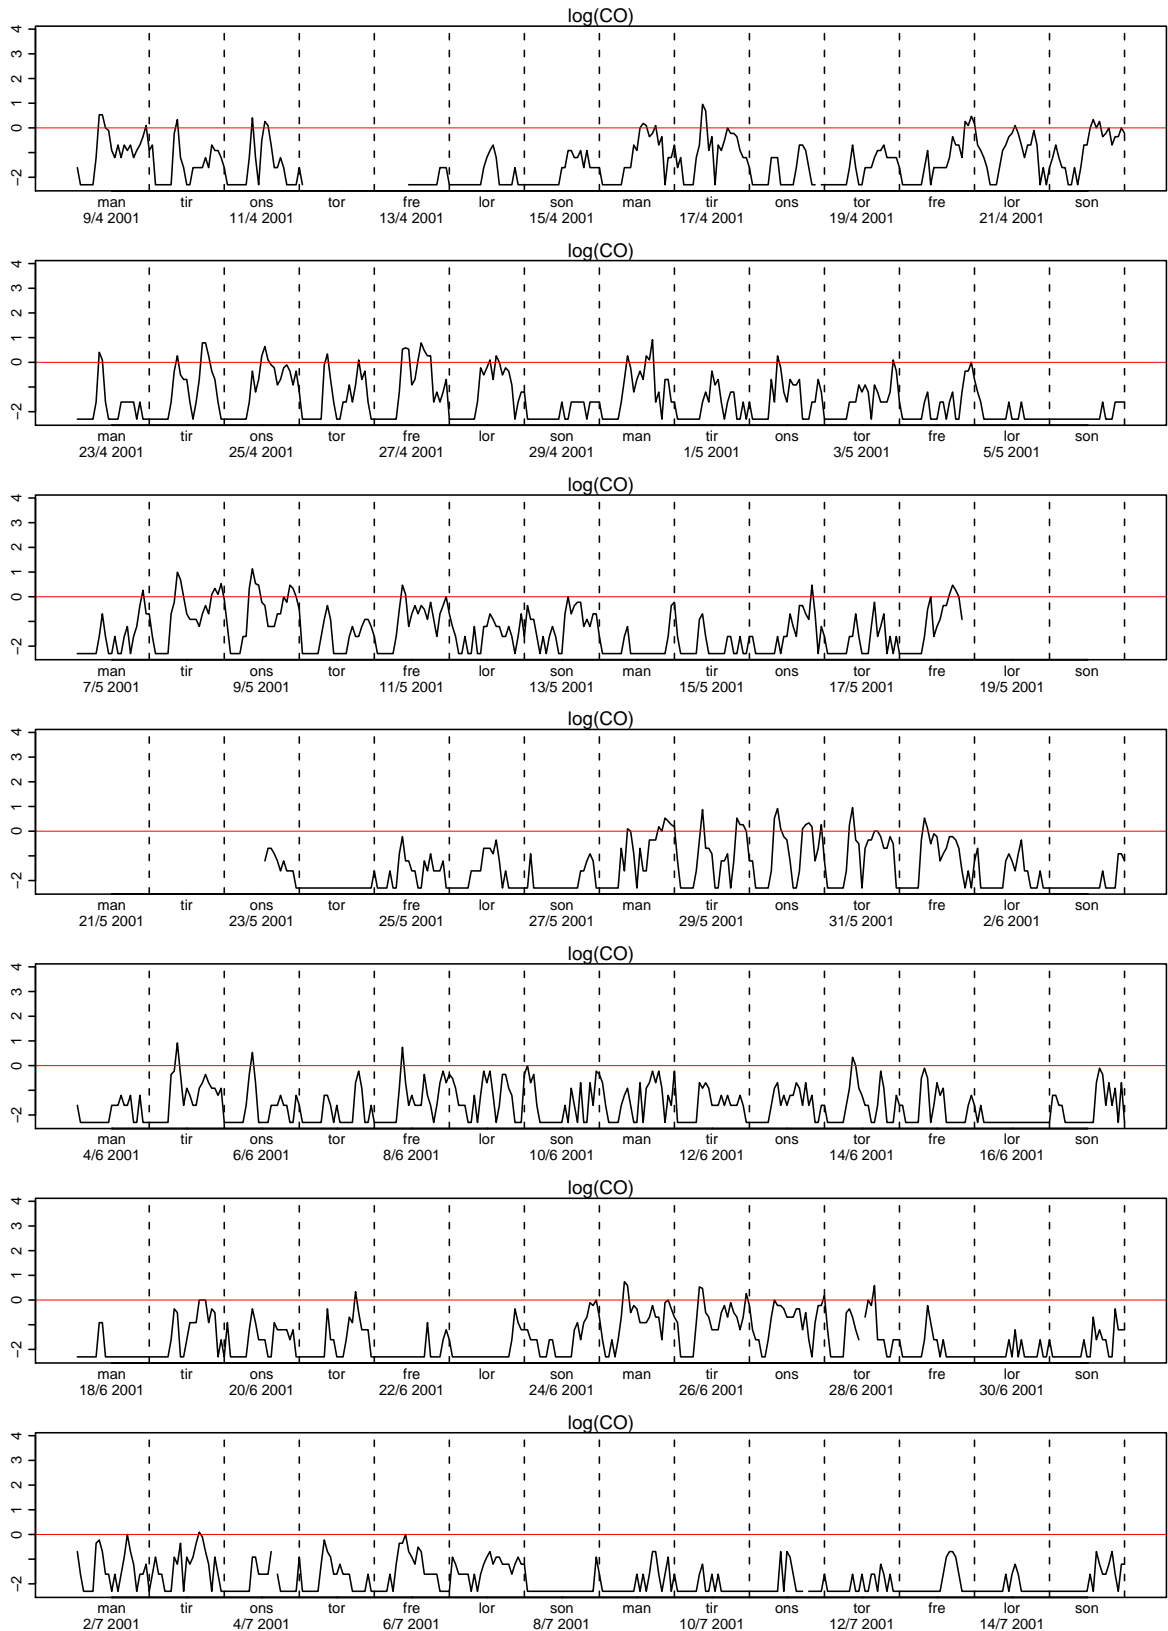 log(CO)
4
3
2
1
0
−2
man tir ons tor fre lor son man tir ons tor fre lor son
9/4 2001 11/4 2001 13/4 2001 15/4 2001 17/4 2001 19/4 2001 21/4 2001
log(CO)
4
3
2
1
0
−2
man tir ons tor fre lor son man tir ons tor fre lor son
23/4 2001 25/4 2001 27/4 2001 29/4 2001 1/5 2001 3/5 2001 5/5 2001
log(CO)
4
3
2
1
0
−2
man tir ons tor fre lor son man tir ons tor fre lor son
7/5 2001 9/5 2001 11/5 2001 13/5 2001 15/5 2001 17/5 2001 19/5 2001
log(CO)
4
3
2
1
0
−2
man tir ons tor fre lor son man tir ons tor fre lor son
21/5 2001 23/5 2001 25/5 2001 27/5 2001 29/5 2001 31/5 2001 2/6 2001
log(CO)
4
3
2
1
0
−2
man tir ons tor fre lor son man tir ons tor fre lor son
4/6 2001 6/6 2001 8/6 2001 10/6 2001 12/6 2001 14/6 2001 16/6 2001
log(CO)
4
3
2
1
0
−2
man tir ons tor fre lor son man tir ons tor fre lor son
18/6 2001 20/6 2001 22/6 2001 24/6 2001 26/6 2001 28/6 2001 30/6 2001
log(CO)
4
3
2
1
0
−2
man tir ons tor fre lor son man tir ons tor fre lor son
2/7 2001 4/7 2001 6/7 2001 8/7 2001 10/7 2001 12/7 2001 14/7 2001